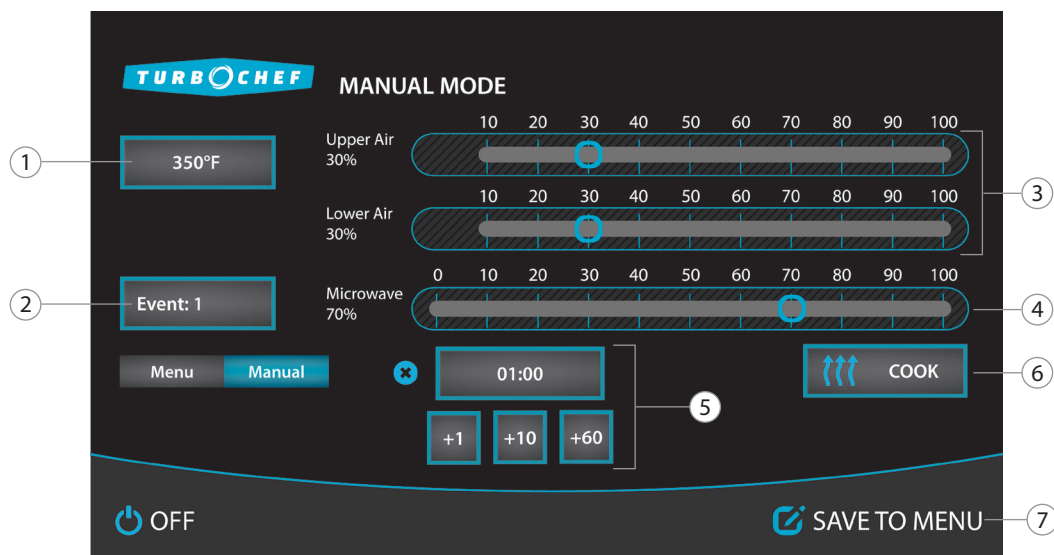 TURBOCHEF
MANUAL MODE
10 20 30 40 50 60 70 80 90 100
Upper Air
30%
1
350°F
3
10 20 30 40 50 60 70 80 90 100
Lower Air
30%
0 10 20 30 40 50 60 70 80 90 100
2
Event: 1
Microwave
70%
4
Menu Manual
01:00
COOK
6
5
+1 +10 +60
OFF
SAVE TO MENU
7